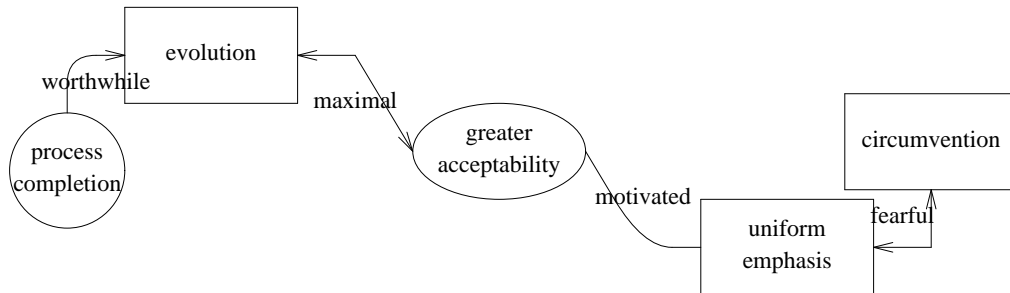 evolution
worthwhile
maximal
process
completion
greater
acceptability
circumvention
motivated
fearful
uniform
emphasis